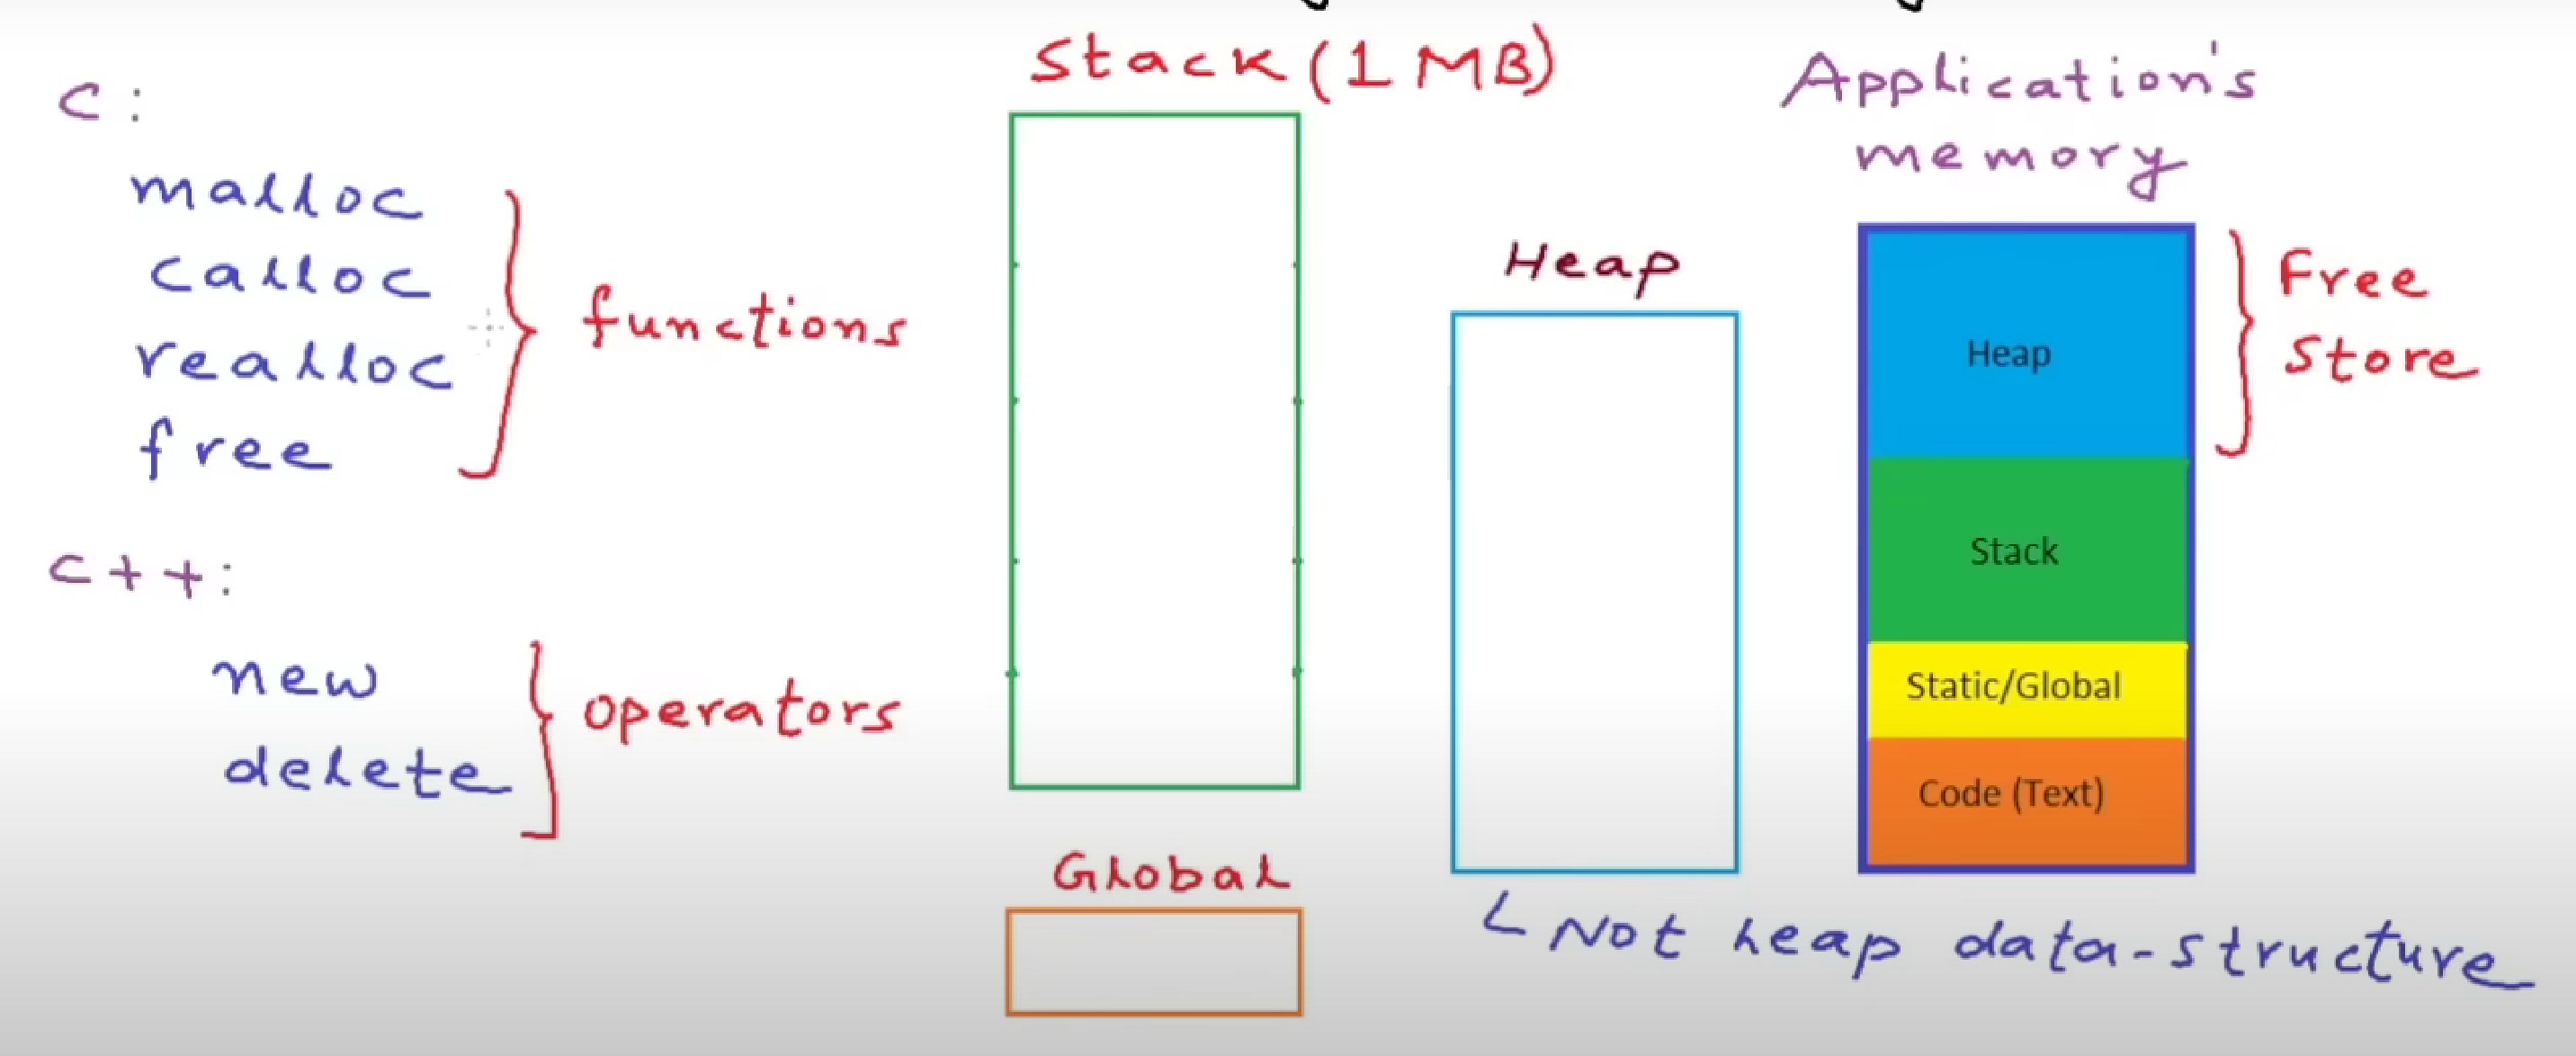 C:
malloc
calloc
realloc
free
functions
C++:
new
delete
operators
Stack (1 MB)
Global
Heap
Not heap data-structure
Application's
memory
Heap
Stack
Static/Global
Code (Text)
Free
Store